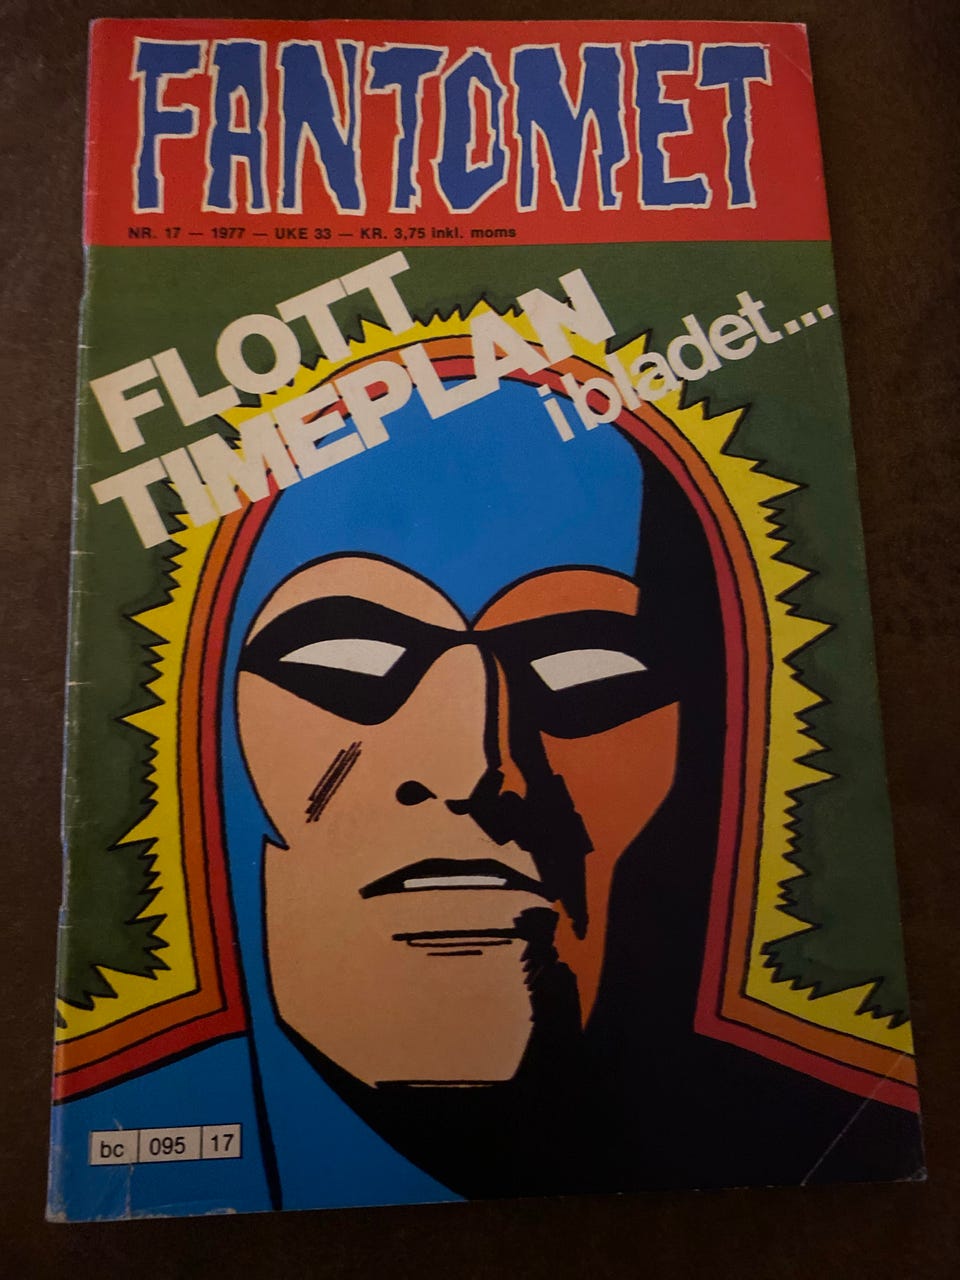 FANTOMET
NR. 17 — 1977 — UKE 33 — KR. 3,75 inkl. moms
FLOTT
TIMEPLAN
i bladet...
bc 095 17